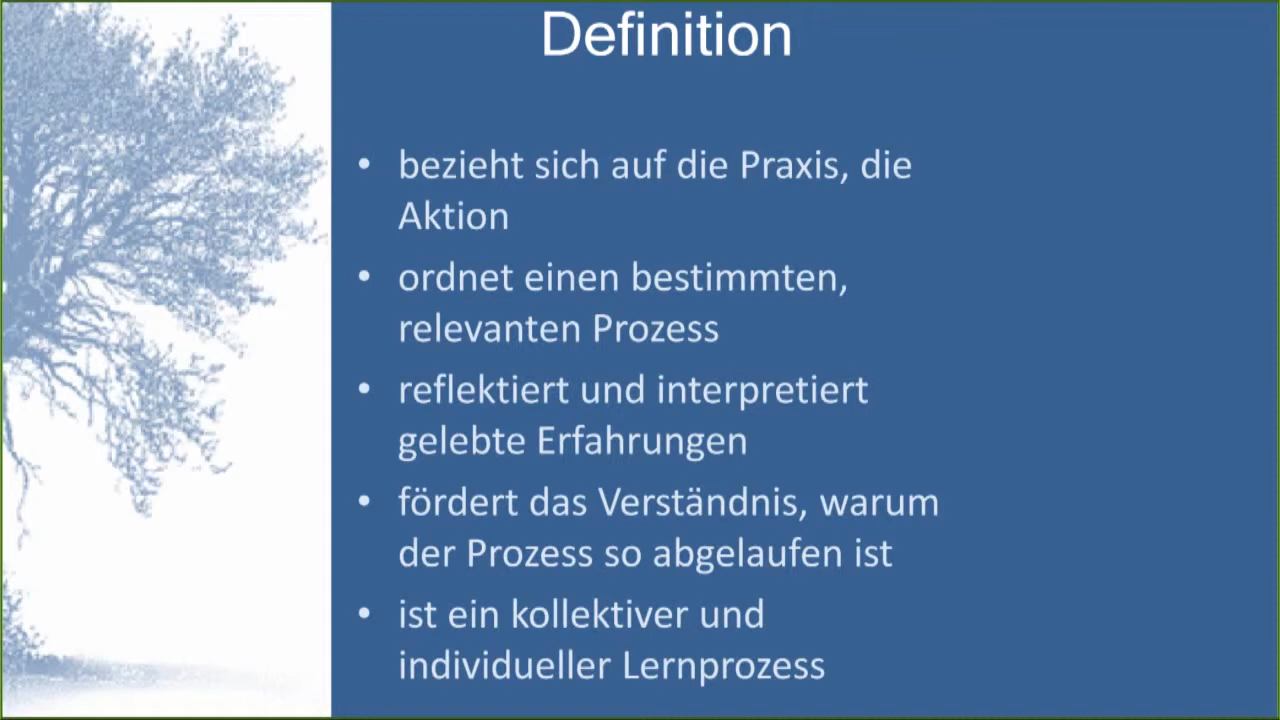 Definition
• bezieht sich auf die Praxis, die
Aktion
• ordnet einen bestimmten,
relevanten Prozess
• reflektiert und interpretiert
gelebte Erfahrungen
• fördert das Verständnis, warum
der Prozess so abgelaufen ist
• ist ein kollektiver und
individueller Lernprozess